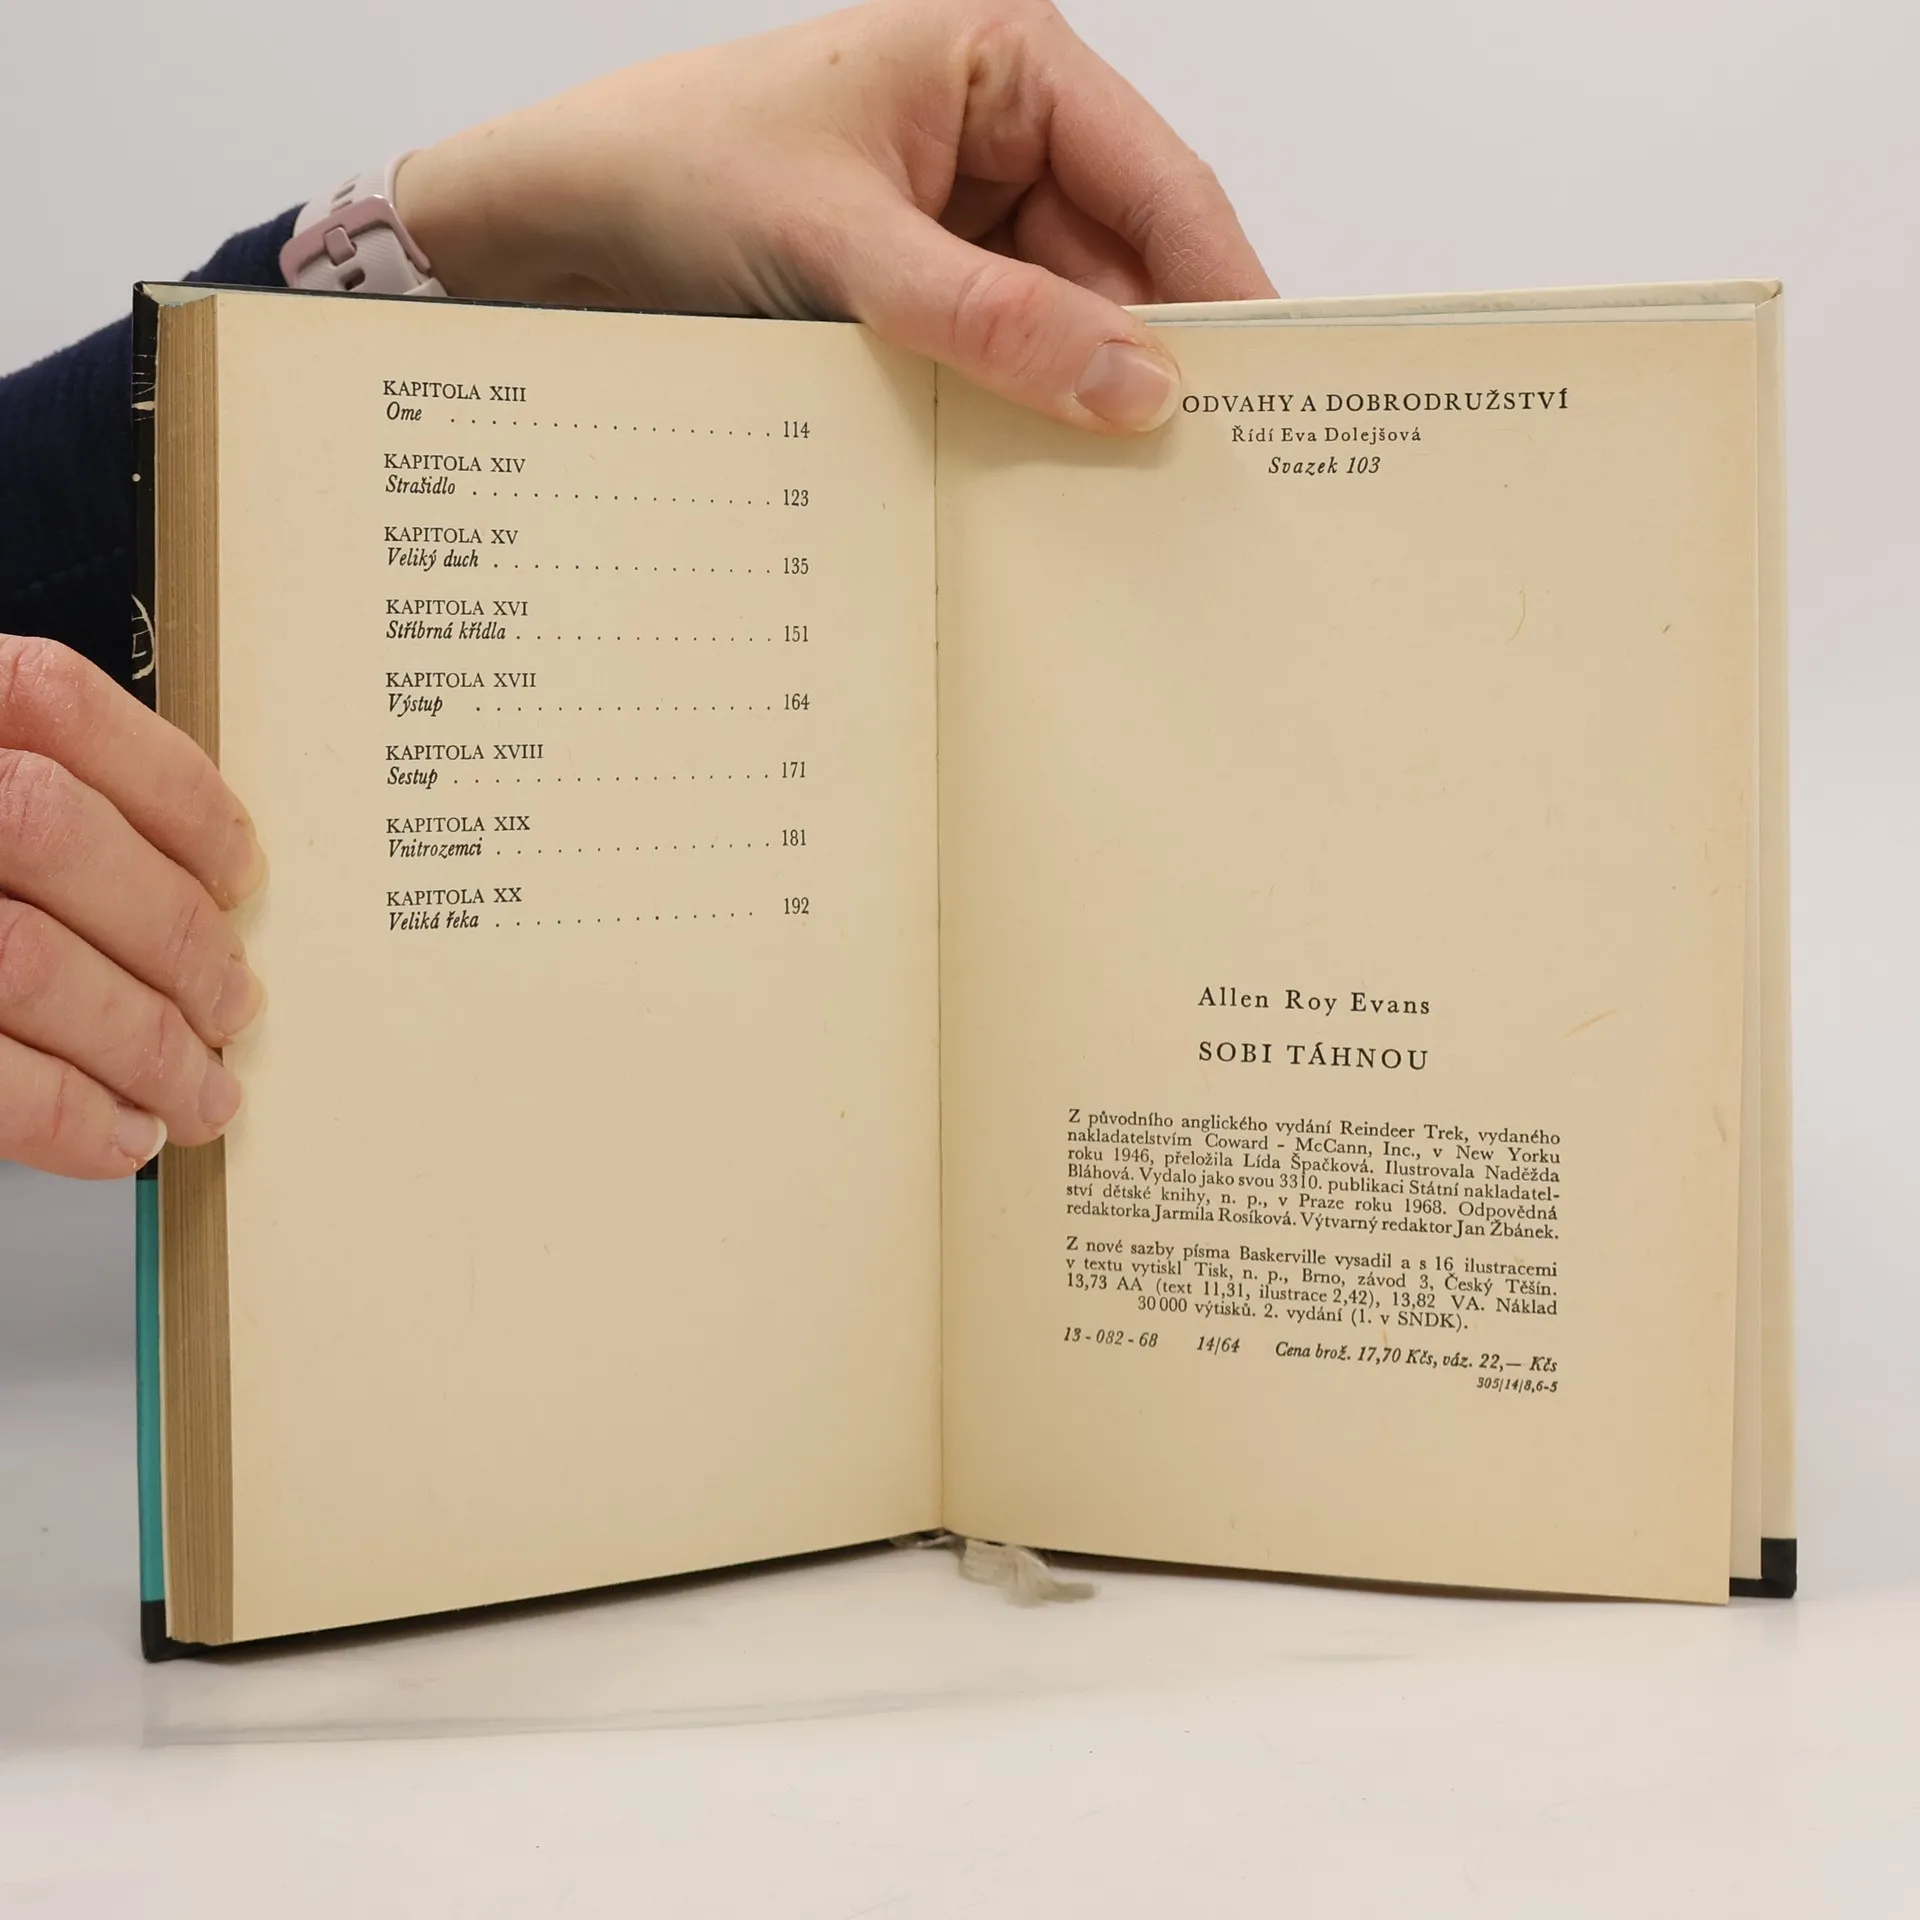 KAPITOLA XIII
Ome . . . . . . . . . . . . . . . . . 114
KAPITOLA XIV
Strašidlo . . . . . . . . . . . . . . . . 123
KAPITOLA XV
Veliký duch . . . . . . . . . . . . . . . 135
KAPITOLA XVI
Stříbrná křídla . . . . . . . . . . . . . . 151
KAPITOLA XVII
Výstup . . . . . . . . . . . . . . . . 164
KAPITOLA XVIII
Sestup . . . . . . . . . . . . . . . . . 171
KAPITOLA XIX
Vnitrozemci . . . . . . . . . . . . . . . 181
KAPITOLA XX
Veliká řeka . . . . . . . . . . . . . . 192
ODVAHY A DOBRODRUŽSTVÍ
Řídí Eva Dolejšová
Svazek 103
Allen Roy Evans
SOBI TÁHNOU
Z původního anglického vydání Reindeer Trek, vydaného
nakladatelstvím Coward - McCann, Inc., v New Yorku
roku 1946, přeložila Lída Špačková. Ilustrovala Naděžda
Bláhová. Vydalo jako svou 3310. publikaci Státní nakladatel-
ství dětské knihy, n. p., v Praze roku 1968. Odpovědná
redaktorka Jarmila Rosíková. Výtvarný redaktor Jan Žbánek.
Z nové sazby písma Baskerville vysadil a s 16 ilustracemi
v textu vytiskl Tisk, n. p., Brno, závod 3, Český Těšín.
13,73 AA (text 11,31, ilustrace 2,42), 13,82 VA. Náklad
30 000 výtisků. 2. vydání (1. v SNDK).
13 - 082 - 68 14/64 Cena brož. 17,70 Kčs, váz. 22,— Kčs
305/14/8,6-5